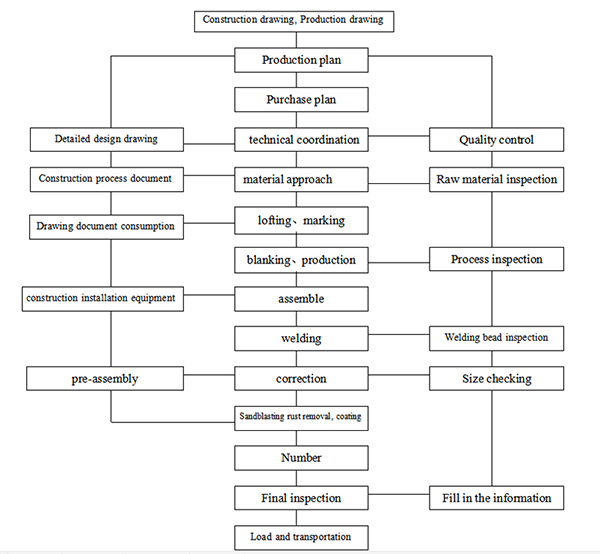 Construction drawing, Production drawing
Production plan
Purchase plan
Detailed design drawing
technical coordination
Quality control
Construction process document
material approach
Raw material inspection
Drawing document consumption
lofting、marking
blanking、production
Process inspection
construction installation equipment
assemble
welding
Welding bead inspection
pre-assembly
correction
Size checking
Sandblasting rust removal, coating
Number
Final inspection
Fill in the information
Load and transportation